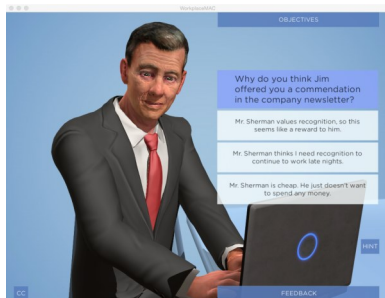 WorkplaceVAC
OBJECTIVES
Why do you think Jim
offered you a commendation
in the company newsletter?
Mr. Sherman values recognition, so this
seems like a reward to him.
Mr. Sherman thinks I need recognition to
continue to work late nights.
Mr. Sherman is cheap. He just doesn't want
to spend any money.
HINT
CC
FEEDBACK